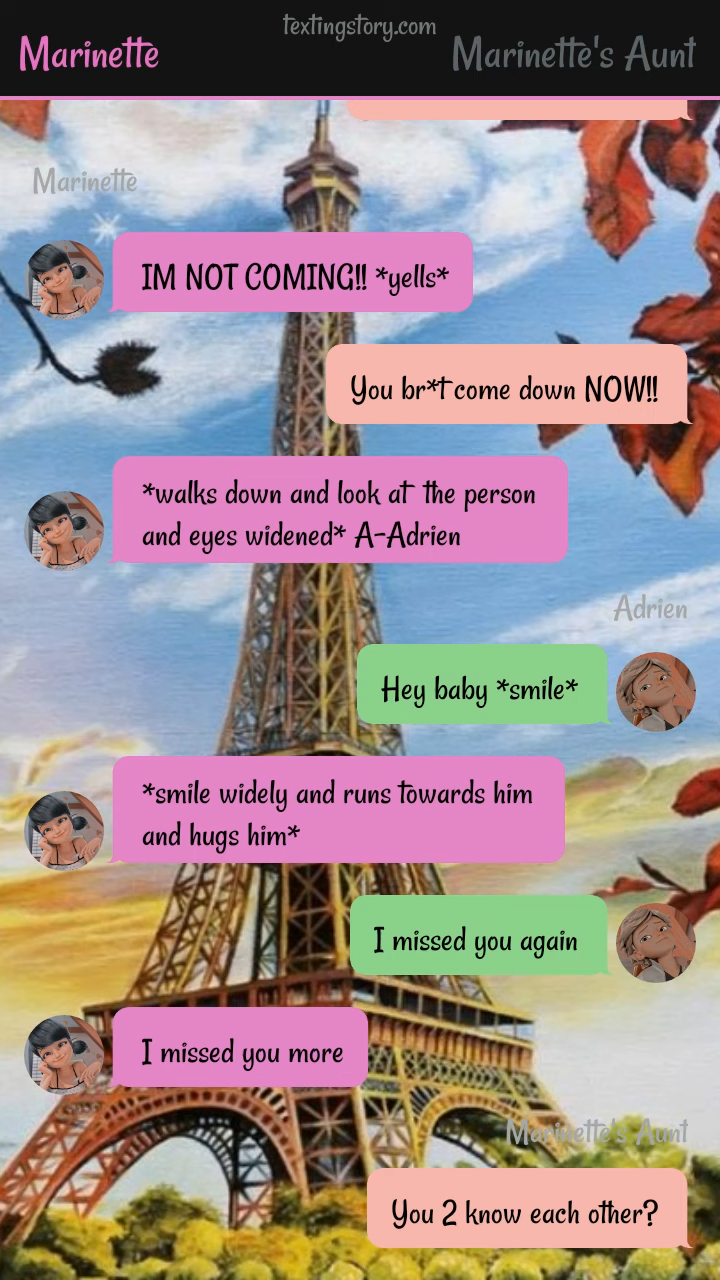 textingstory.com
Marinette
Marinette's Aunt
Marinette
IM NOT COMING!! *yells*
You br*t come down NOW!!
*walks down and look at the person
and eyes widened* A-Adrien
Adrien
Hey baby *smile*
*smile widely and runs towards him
and hugs him*
I missed you again
I missed you more
Marinette's Aunt
You 2 know each other?